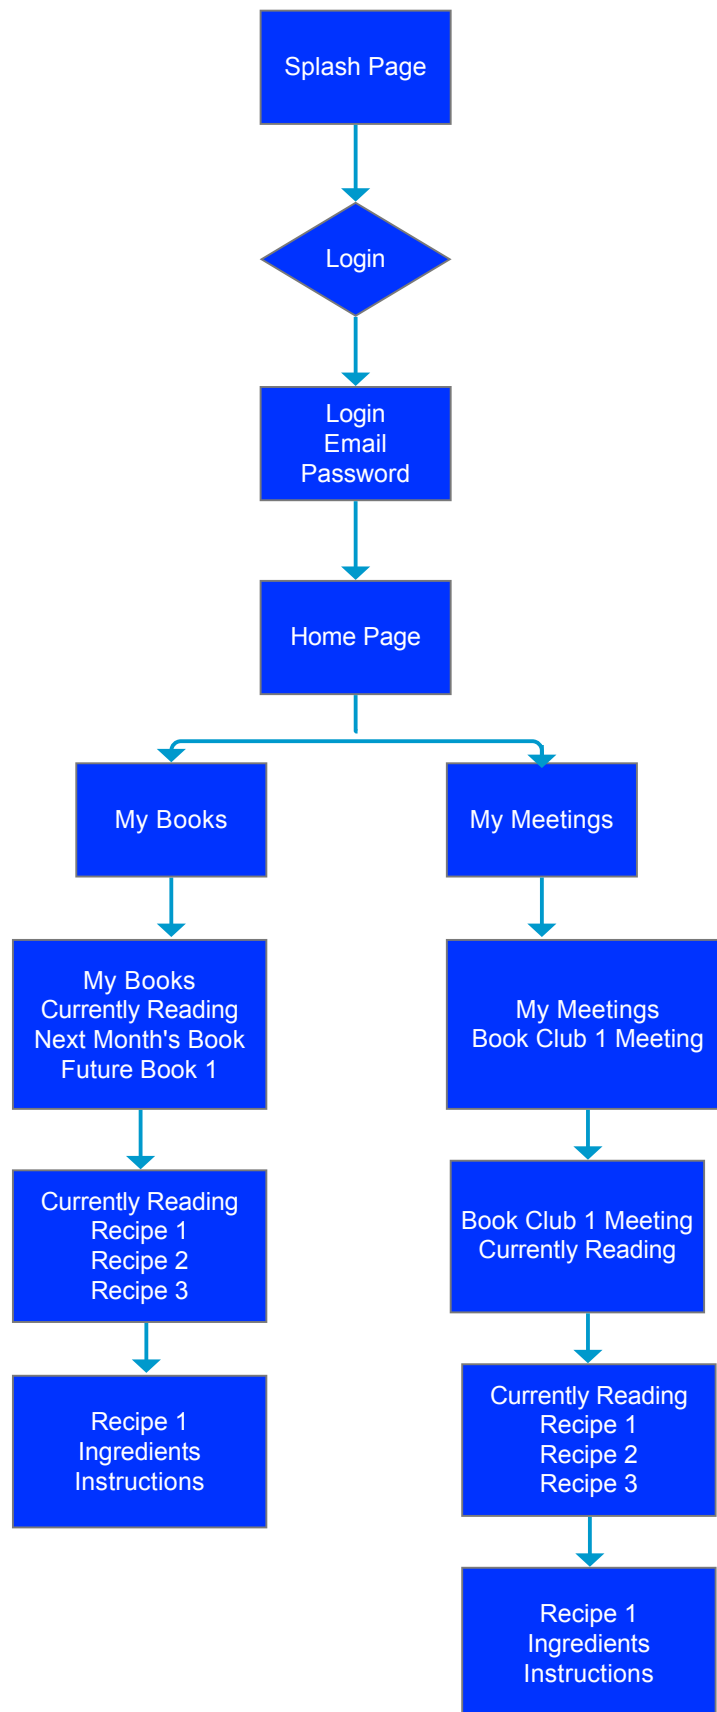 Splash Page
Login
Login
Email
Password
Home Page
My Books
My Meetings
My Books
Currently Reading
Next Month's Book
Future Book 1
My Meetings
Book Club 1 Meeting
Currently Reading
Recipe 1
Recipe 2
Recipe 3
Book Club 1 Meeting
Currently Reading
Recipe 1
Ingredients
Instructions
Currently Reading
Recipe 1
Recipe 2
Recipe 3
Recipe 1
Ingredients
Instructions